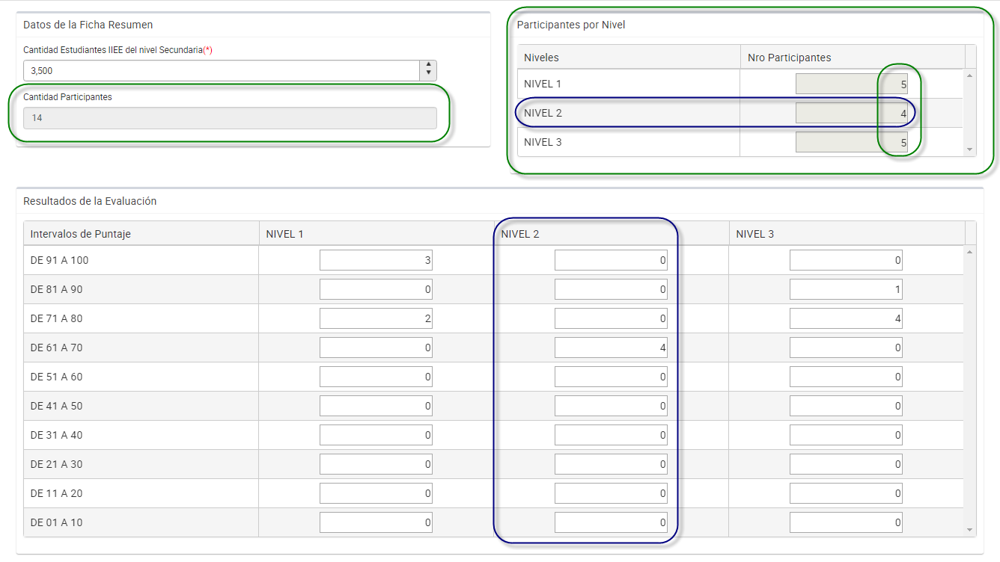 Datos de la Ficha Resumen
Cantidad Estudiantes IIEE del nivel Secundaria(*)
3,500
Cantidad Participantes
14
Participantes por Nivel
Niveles Nro Participantes
NIVEL 1 5
NIVEL 2 4
NIVEL 3 5
Resultados de la Evaluación
Intervalos de Puntaje NIVEL 1 NIVEL 2 NIVEL 3
DE 91 A 100 3 0 0
DE 81 A 90 0 0 1
DE 71 A 80 2 0 4
DE 61 A 70 0 4 0
DE 51 A 60 0 0 0
DE 41 A 50 0 0 0
DE 31 A 40 0 0 0
DE 21 A 30 0 0 0
DE 11 A 20 0 0 0
DE 01 A 10 0 0 0